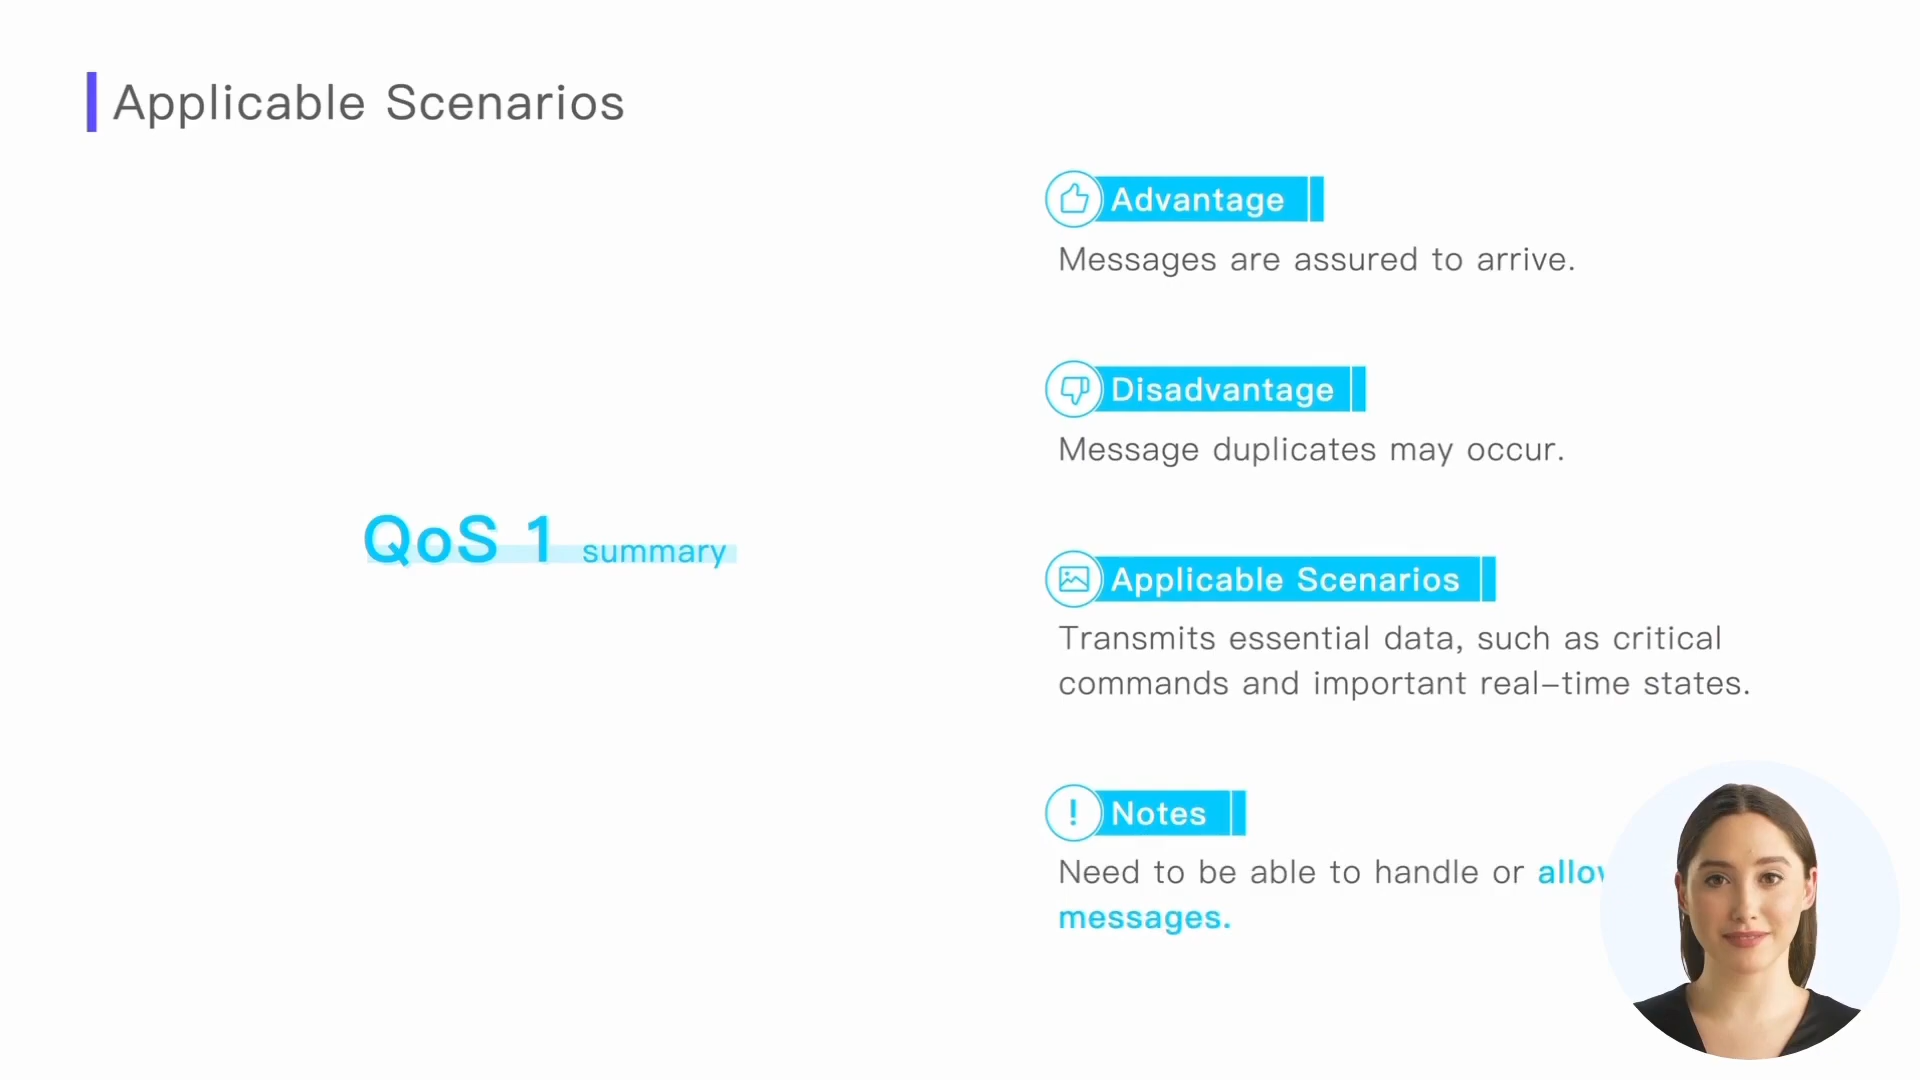 Applicable Scenarios
Advantage
Messages are assured to arrive.
Disadvantage
Message duplicates may occur.
QoS 1 summary
Applicable Scenarios
Transmits essential data, such as critical
commands and important real–time states.
! Notes
Need to be able to handle or
messages.